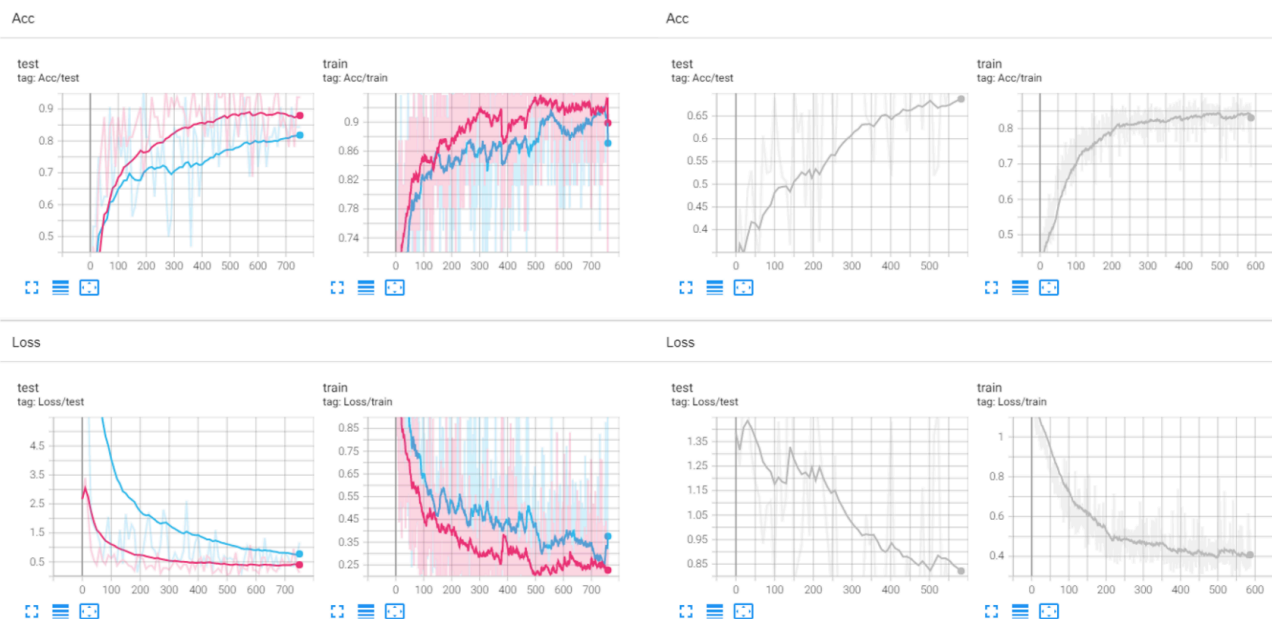 Acc
Acc
test
tag: Acc/test
train
tag: Acc/train
test
tag: Acc/test
train
tag: Acc/train
0.9
0.8
0.7
0.6
0.5
0 100 200 300 400 500 600 700
0.9
0.86
0.82
0.78
0.74
0 100 200 300 400 500 600 700
0.65
0.6
0.55
0.5
0.45
0.4
0 100 200 300 400 500
0.8
0.7
0.6
0.5
0 100 200 300 400 500 600
Loss
Loss
test
tag: Loss/test
train
tag: Loss/train
test
tag: Loss/test
train
tag: Loss/train
4.5
3.5
2.5
1.5
0.5
0 100 200 300 400 500 600 700
0.85
0.75
0.65
0.55
0.45
0.35
0.25
0 100 200 300 400 500 600 700
1.35
1.25
1.15
1.05
0.95
0.85
0 100 200 300 400 500
1
0.8
0.6
0.4
0 100 200 300 400 500 600